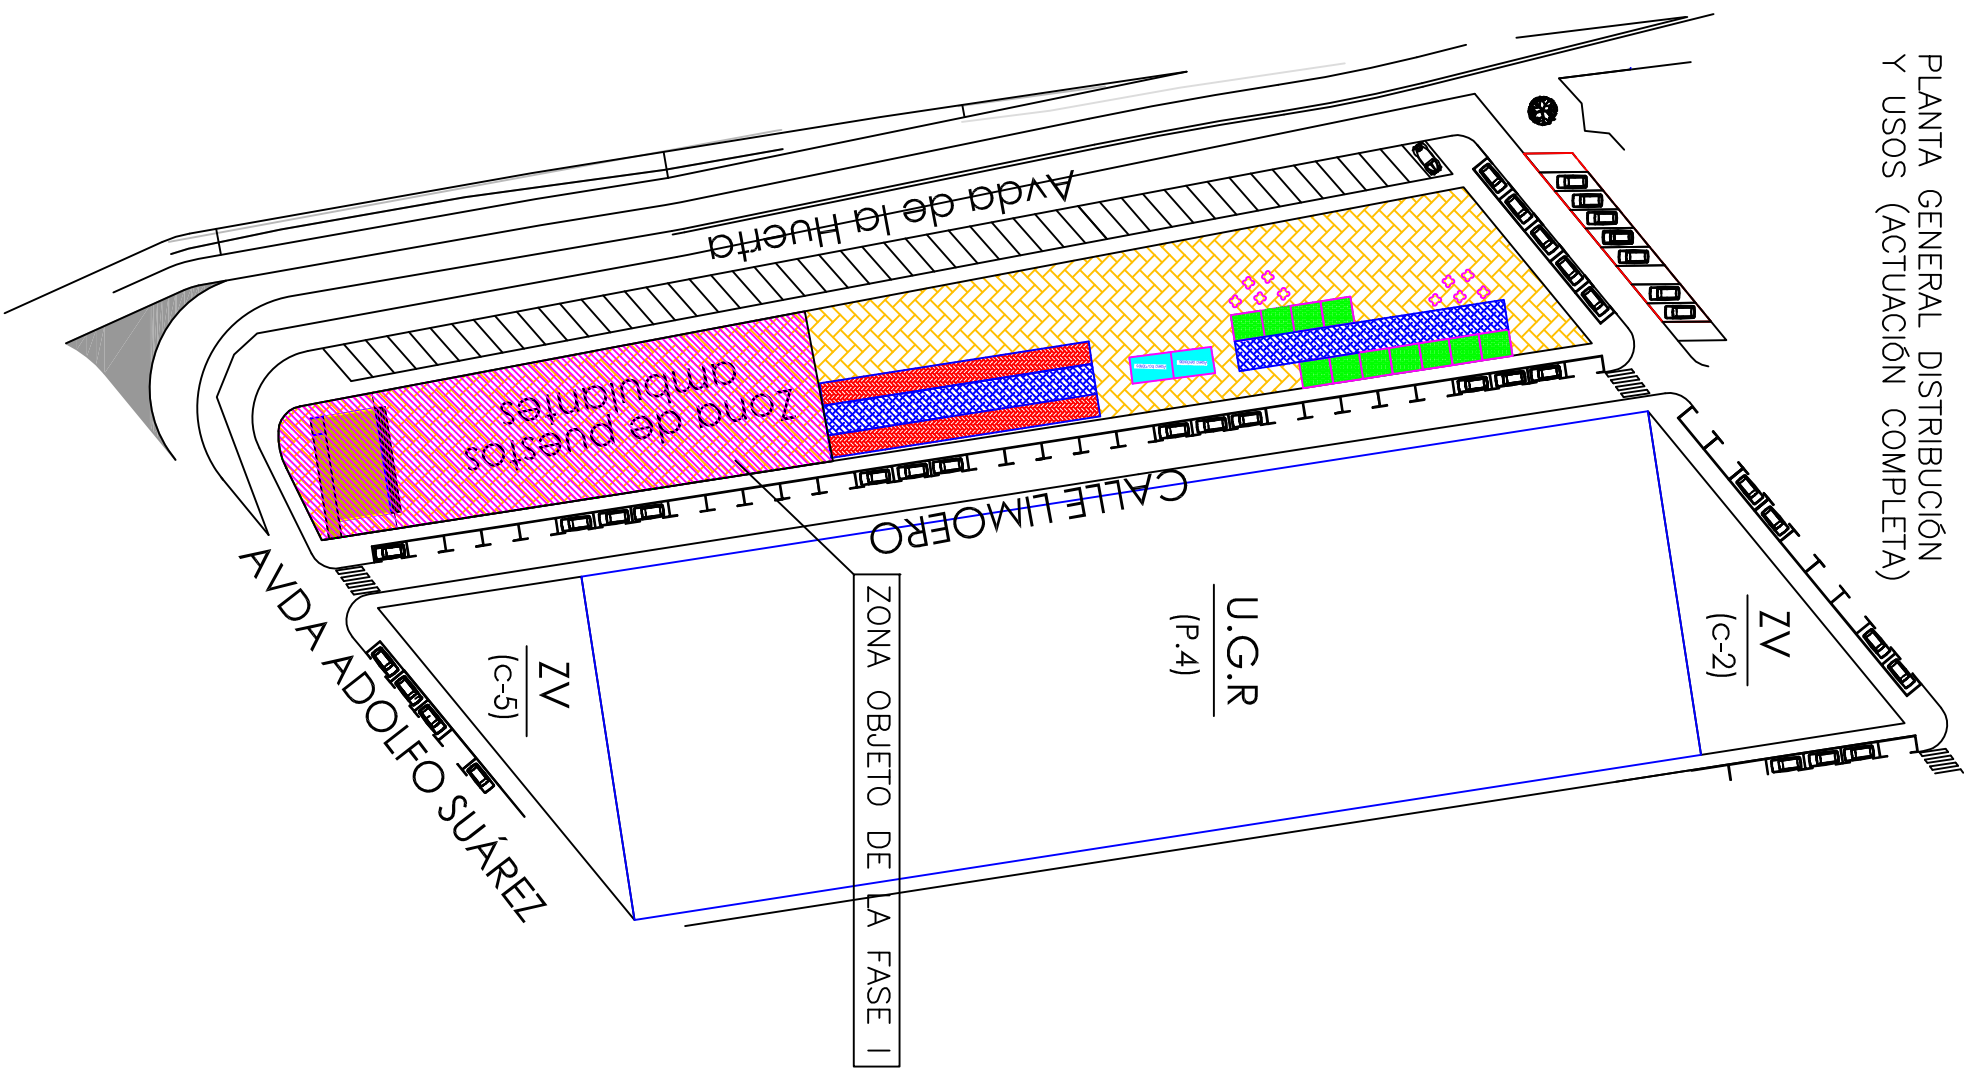 PLANTA GENERAL DISTRIBUCIÓN
Y USOS (ACTUACIÓN COMPLETA)
Avda de la Huerta
Zona de puestos
ambulantes
CALLE LIMOERO
AVDA ADOLFO SUÁREZ
ZONA OBJETO DE LA FASE I
U.G.R
(P.4)
ZV
(C-2)
ZV
(C-5)